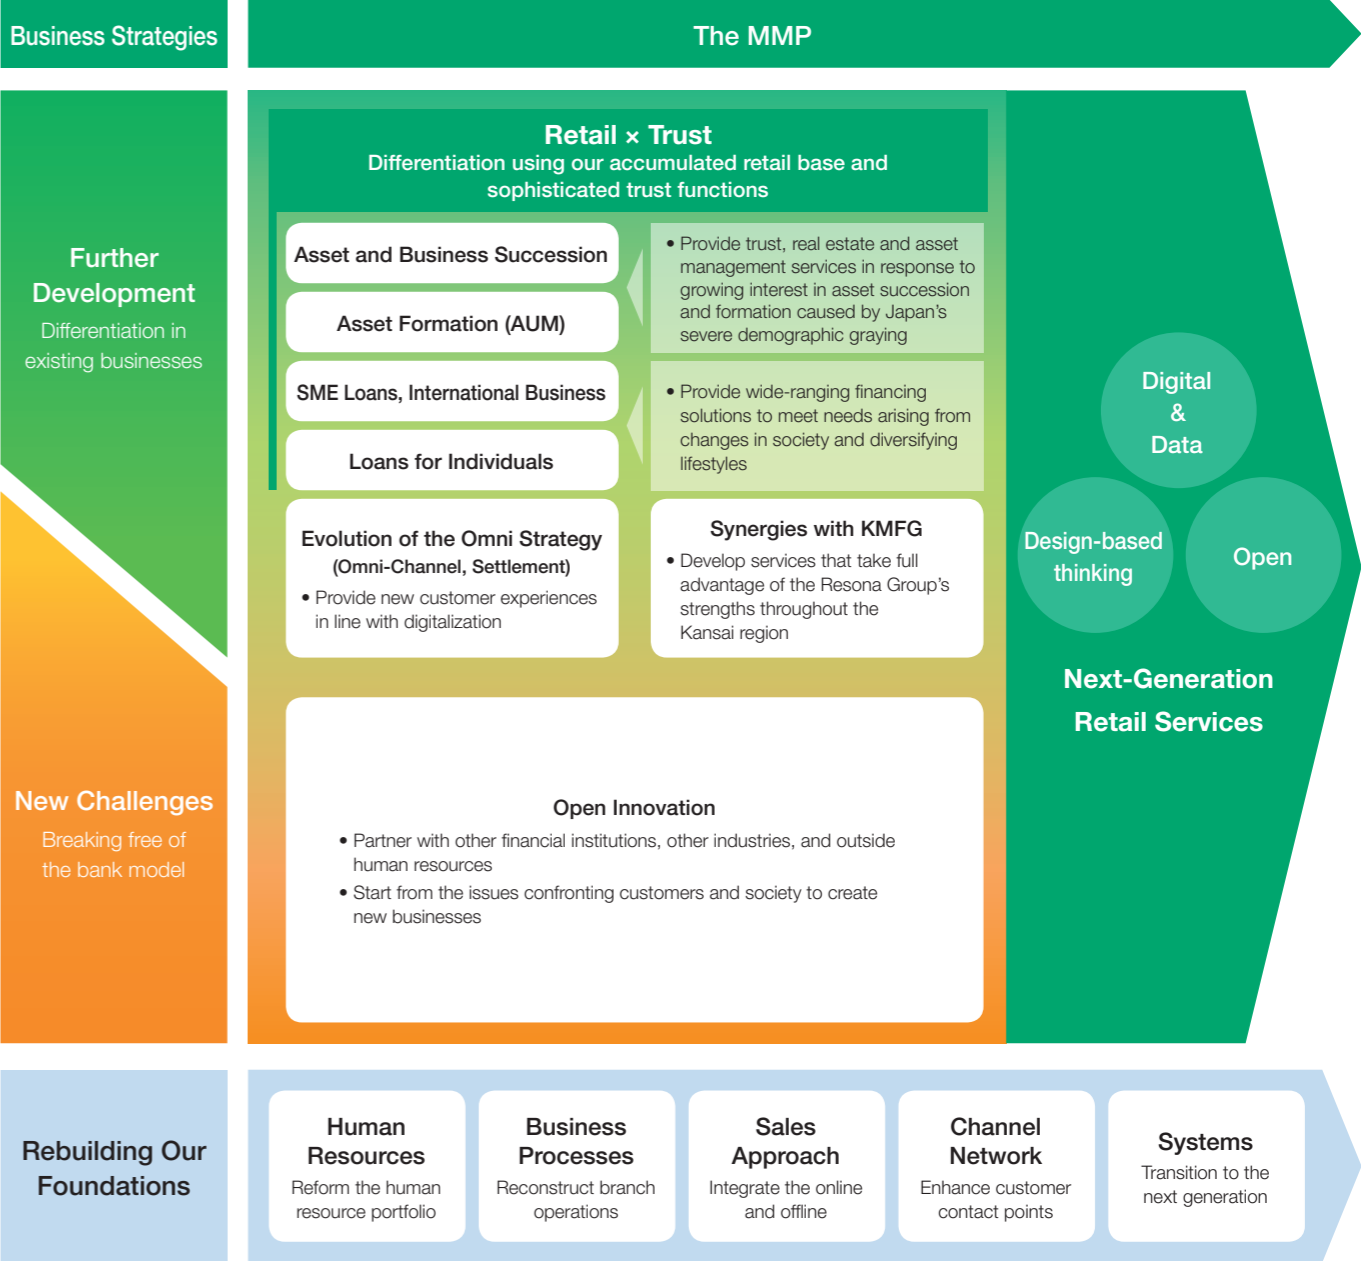 Business Strategies
The MMP
Further
Development
Differentiation in
existing businesses
New Challenges
Breaking free of
the bank model
Retail × Trust
Differentiation using our accumulated retail base and
sophisticated trust functions
Asset and Business Succession
Asset Formation (AUM)
• Provide trust, real estate and asset
management services in response to
growing interest in asset succession
and formation caused by Japan’s
severe demographic graying
SME Loans, International Business
Loans for Individuals
• Provide wide-ranging financing
solutions to meet needs arising from
changes in society and diversifying
lifestyles
Evolution of the Omni Strategy
(Omni-Channel, Settlement)
• Provide new customer experiences
in line with digitalization
Synergies with KMFG
• Develop services that take full
advantage of the Resona Group’s
strengths throughout the
Kansai region
Open Innovation
• Partner with other financial institutions, other industries, and outside
human resources
• Start from the issues confronting customers and society to create
new businesses
Digital
&
Data
Design-based
thinking
Open
Next-Generation
Retail Services
Rebuilding Our
Foundations
Human
Resources
Reform the human
resource portfolio
Business
Processes
Reconstruct branch
operations
Sales
Approach
Integrate the online
and offline
Channel
Network
Enhance customer
contact points
Systems
Transition to the
next generation